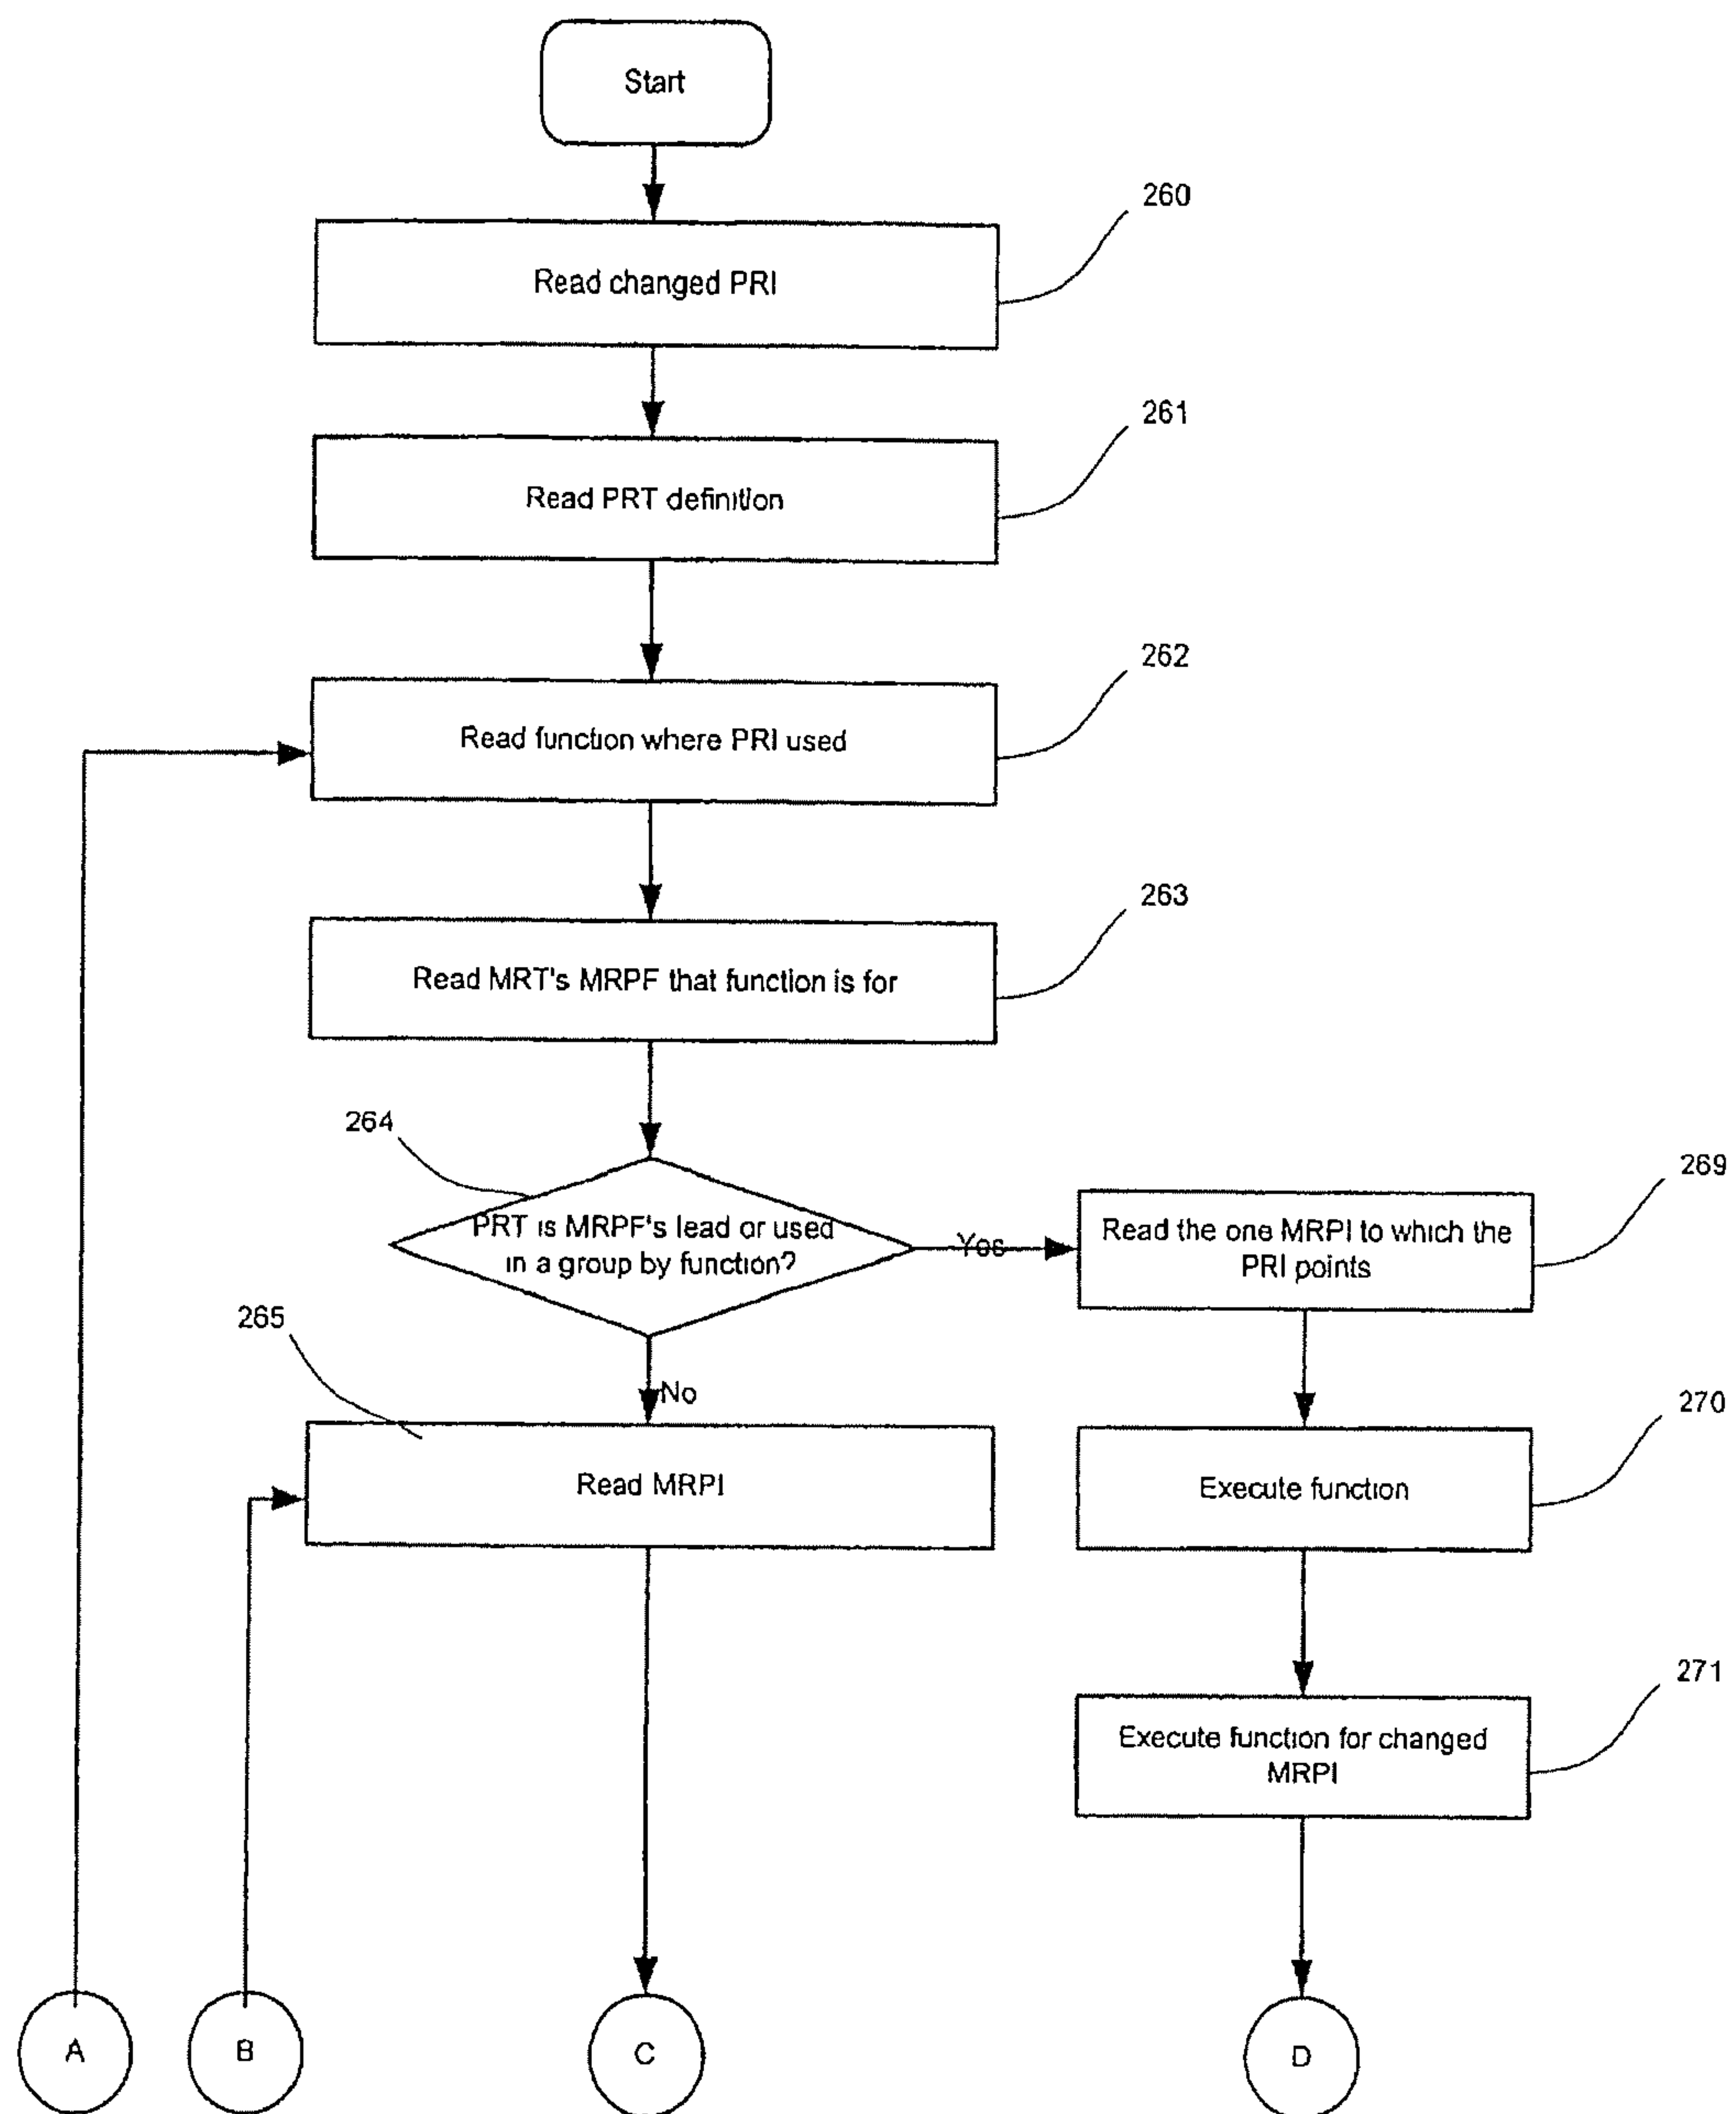 Start
260
Read changed PRI
261
Read PRT definition
262
Read function where PRI used
263
Read MRT's MRPF that function is for
264
PRT is MRPF's lead or used
in a group by function?
Yes
269
Read the one MRPI to which the
PRI points
No
265
Read MRPI
270
Execute function
271
Execute function for changed
MRPI
A
B
C
D